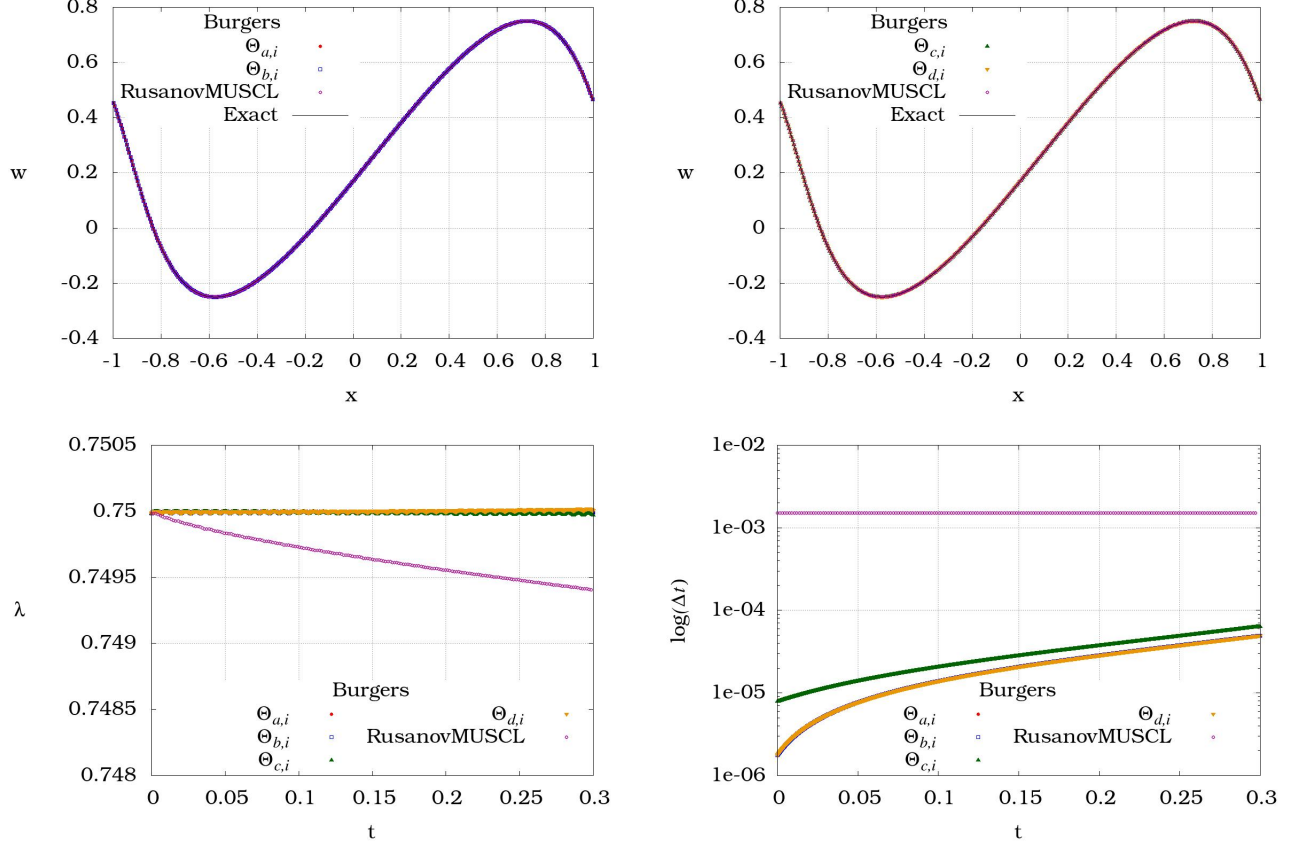 0.8
0.6
0.4
0.2
0
-0.2
-0.4
w
Burgers
Θa,i
Θb,i
RusanovMUSCL
Exact
-1 -0.8 -0.6 -0.4 -0.2 0 0.2 0.4 0.6 0.8 1
x
0.8
0.6
0.4
0.2
0
-0.2
-0.4
w
Burgers
Θc,i
Θd,i
RusanovMUSCL
Exact
-1 -0.8 -0.6 -0.4 -0.2 0 0.2 0.4 0.6 0.8 1
x
0.7505
0.75
0.7495
0.749
0.7485
0.748
λ
Burgers
Θa,i Θd,i
Θb,i RusanovMUSCL
Θc,i
0 0.05 0.1 0.15 0.2 0.25 0.3
t
1e-02
1e-03
1e-04
1e-05
1e-06
log(Δt)
Burgers
Θa,i Θd,i
Θb,i RusanovMUSCL
Θc,i
0 0.05 0.1 0.15 0.2 0.25 0.3
t